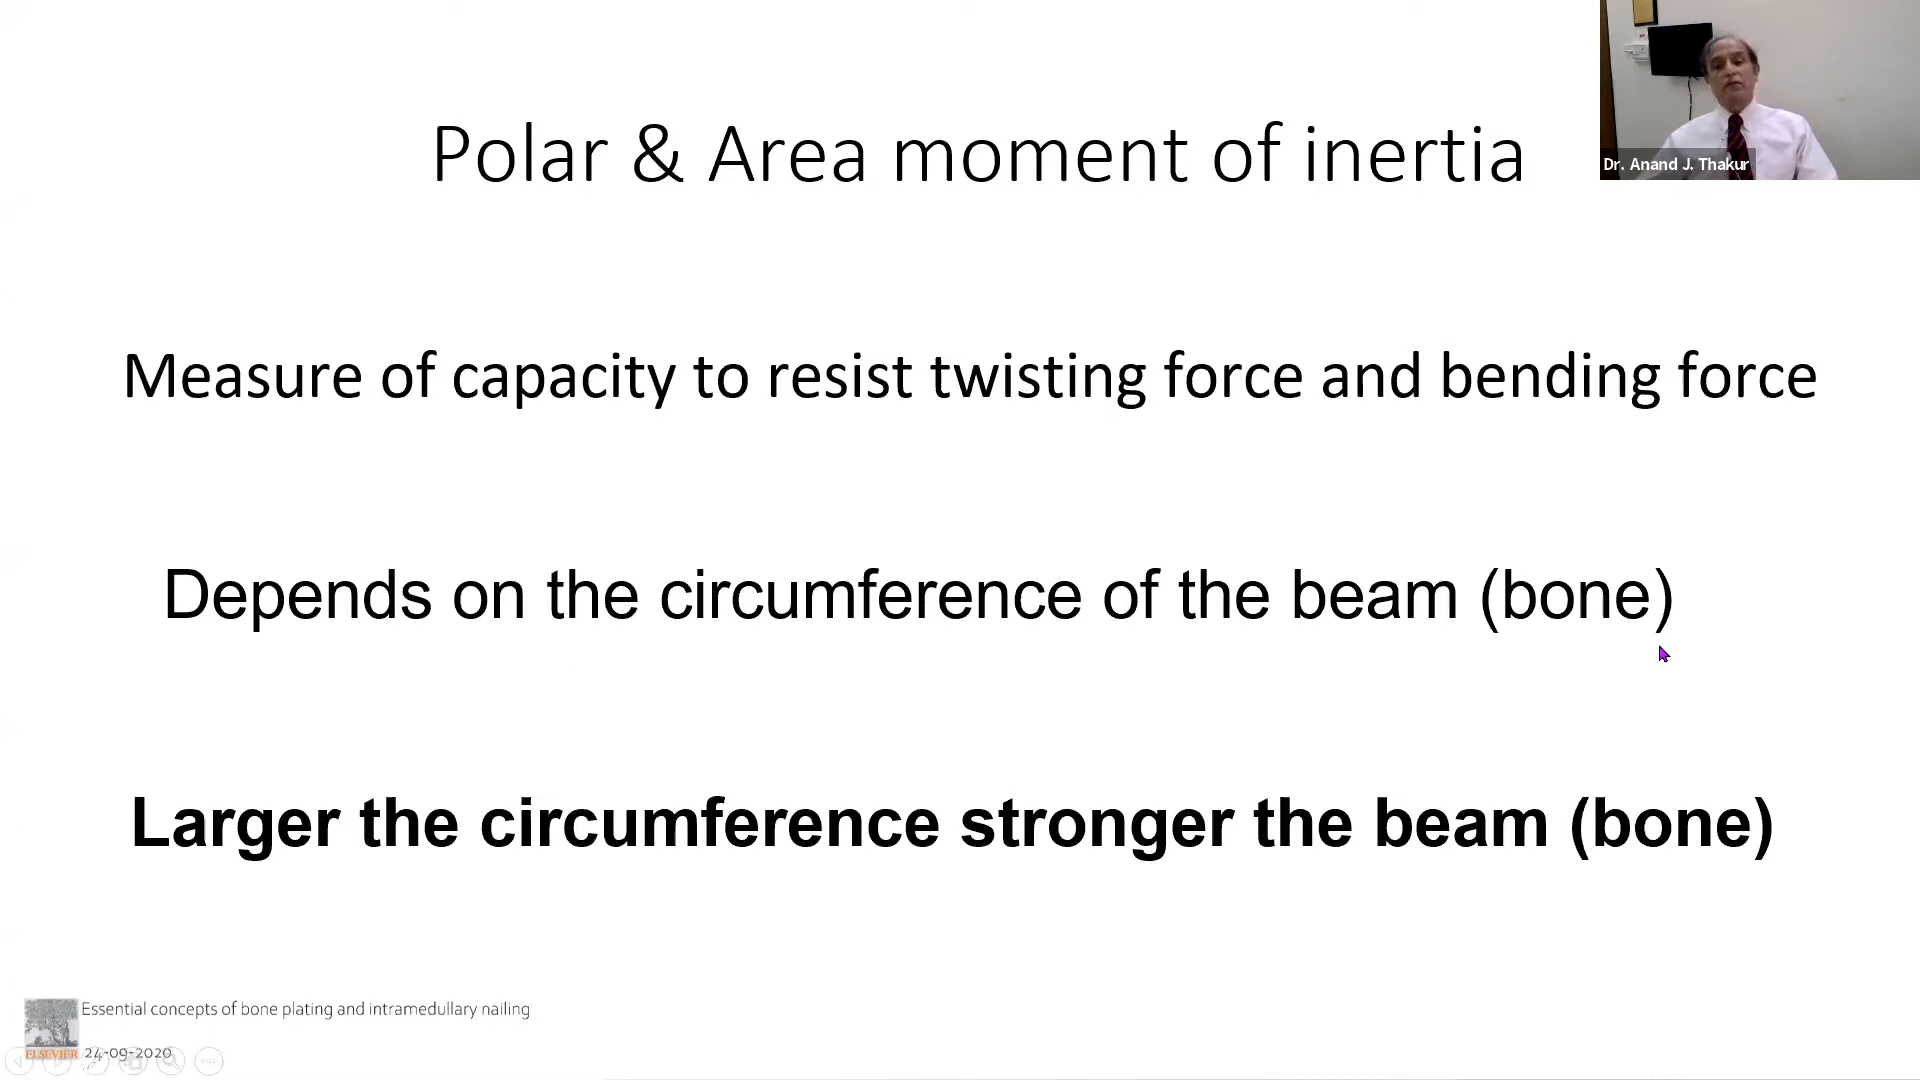 Polar & Area moment of inertia
Dr. Anand J. Thakur
Measure of capacity to resist twisting force and bending force
Depends on the circumference of the beam (bone)
Larger the circumference stronger the beam (bone)
Essential concepts of bone plating and intramedullary nailing
ELSEVIER
24-09-2020